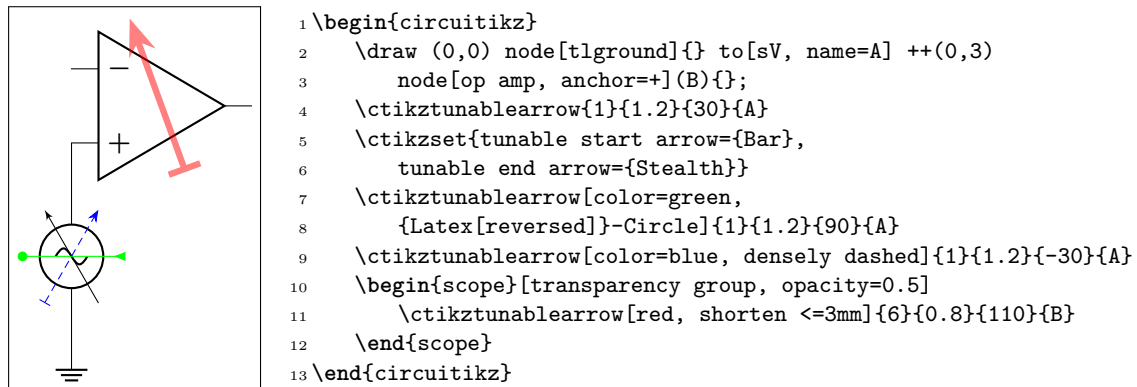 − +
1 \begin{circuitikz}
2     \draw (0,0) node[tlground]{} to[sV, name=A] ++(0,3)
3        node[op amp, anchor=+](B){};
4     \ctikztunablearrow{1}{1.2}{30}{A}
5     \ctikzset{tunable start arrow={Bar},
6        tunable end arrow={Stealth}}
7     \ctikztunablearrow[color=green,
8        {Latex[reversed]}-Circle]{1}{1.2}{90}{A}
9     \ctikztunablearrow[color=blue, densely dashed]{1}{1.2}{-30}{A}
10     \begin{scope}[transparency group, opacity=0.5]
11        \ctikztunablearrow[red, shorten <=3mm]{6}{0.8}{110}{B}
12     \end{scope}
13 \end{circuitikz}